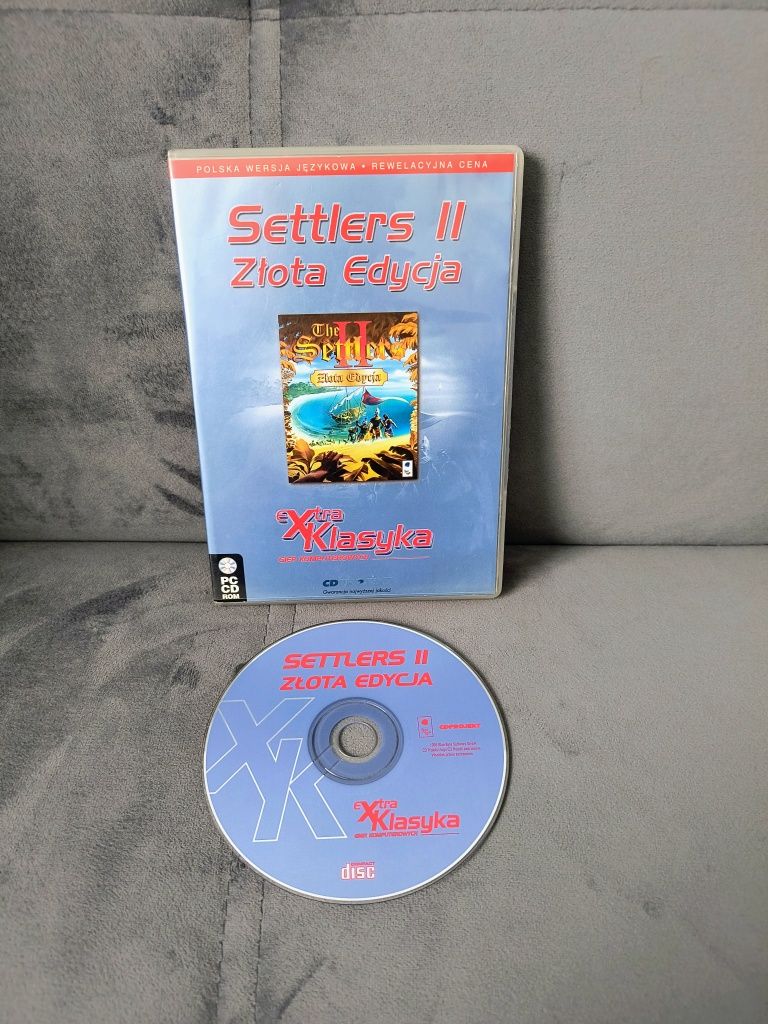 POLSKA WERSJA JĘZYKOWA • REWELACYJNA CENA
Settlers II
Złota Edycja
The
II
Settlers
Złota Edycja
eXtra
Klasyka
GIER KOMPUTEROWYCH
PC
CD
ROM
CD
Gwarancja najwyższej jakości
SETTLERS II
ZŁOTA EDYCJA
CDPROJEKT
eXtra
Klasyka
GIER KOMPUTEROWYCH
COMPACT
disc